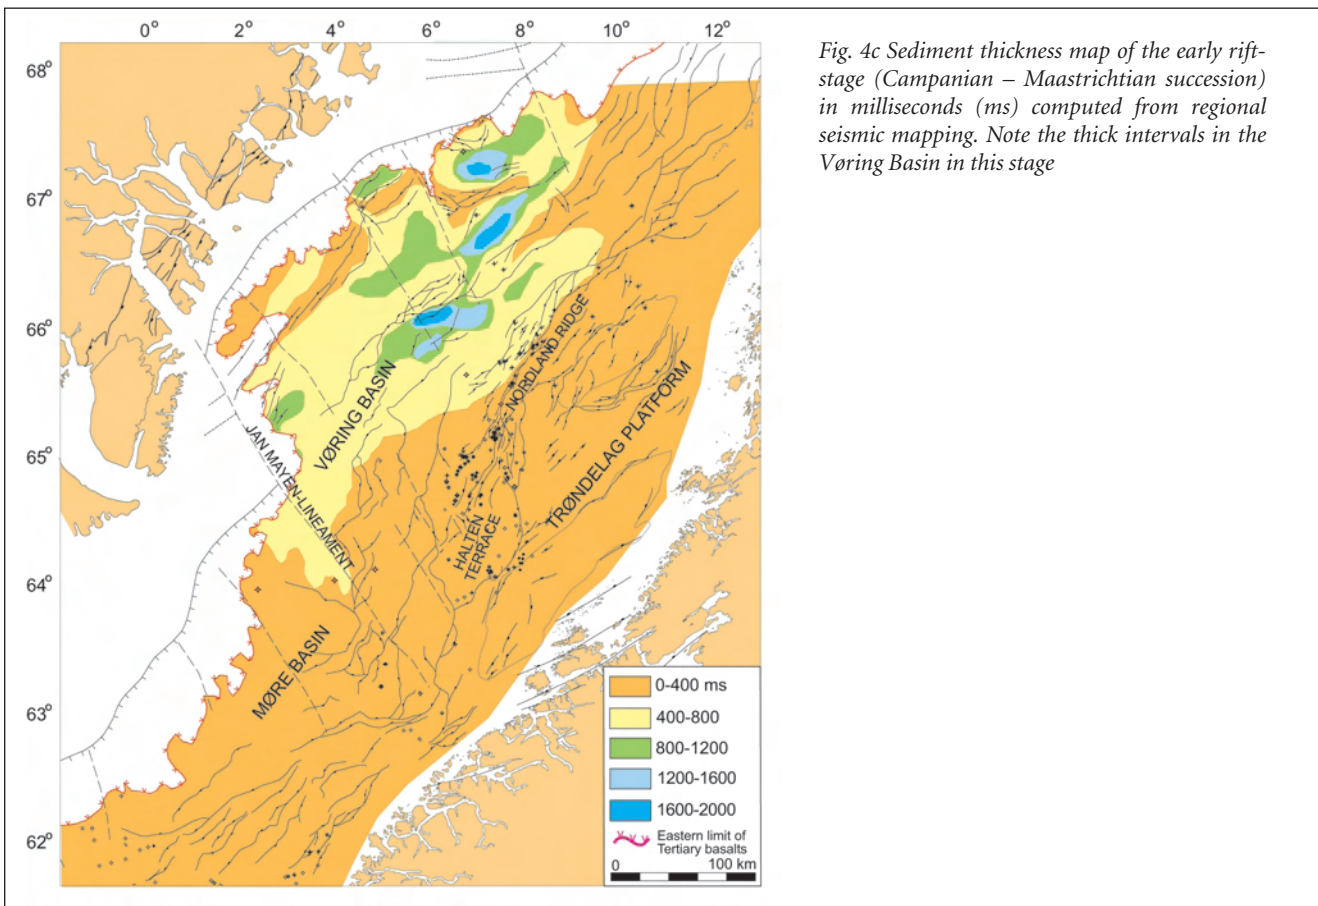 0° 2° 4° 6° 8° 10° 12°
68°
67°
66°
65°
64°
63°
62°
VØRING BASIN
NORDLAND RIDGE
TRØNDELAG PLATFORM
JAN MAYEN-LINEAMENT
HALTEN
TERRACE
MØRE BASIN
0-400 ms
400-800
800-1200
1200-1600
1600-2000
Eastern limit of
Tertiary basalts
0 100 km
Fig. 4c Sediment thickness map of the early rift-
stage (Campanian – Maastrichtian succession)
in milliseconds (ms) computed from regional
seismic mapping. Note the thick intervals in the
Vøring Basin in this stage